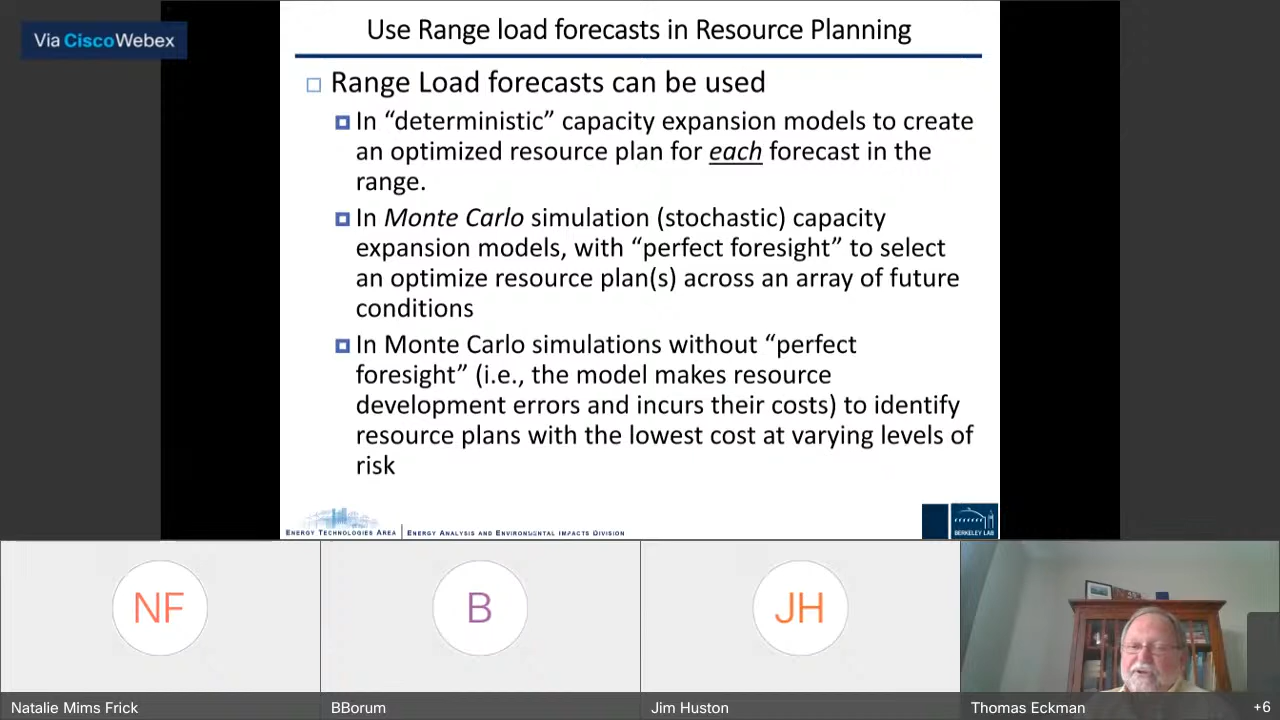 Via Cisco Webex
Use Range load forecasts in Resource Planning
Range Load forecasts can be used
In “deterministic” capacity expansion models to create
an optimized resource plan for each forecast in the
range.
In Monte Carlo simulation (stochastic) capacity
expansion models, with “perfect foresight” to select
an optimize resource plan(s) across an array of future
conditions
In Monte Carlo simulations without “perfect
foresight” (i.e., the model makes resource
development errors and incurs their costs) to identify
resource plans with the lowest cost at varying levels of
risk
ENERGY TECHNOLOGIES AREA | ENERGY ANALYSIS AND ENVIRONMENTAL IMPACTS DIVISION
BERKELEY LAB
NF
B
JH
Natalie Mims Frick
BBorum
Jim Huston
Thomas Eckman
+6